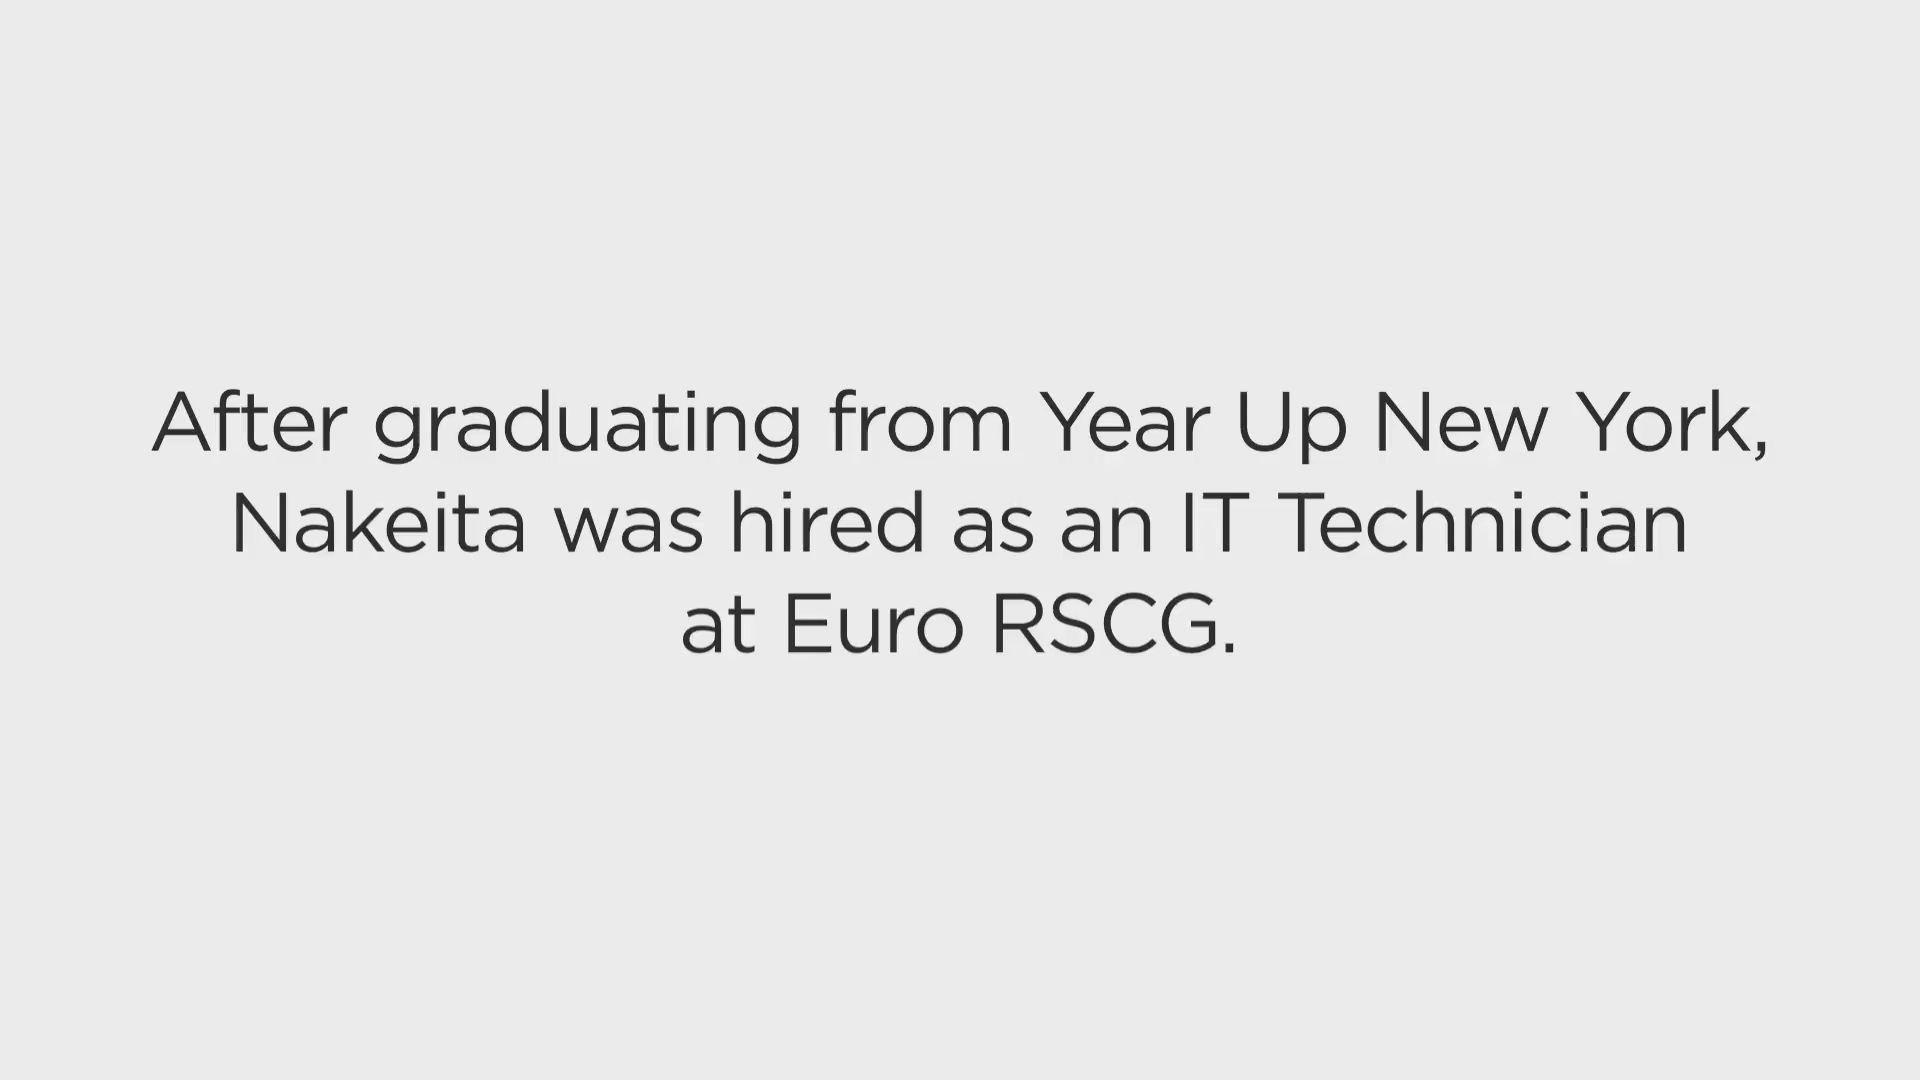 After graduating from Year Up New York,
Nakeita was hired as an IT Technician
at Euro RSCG.